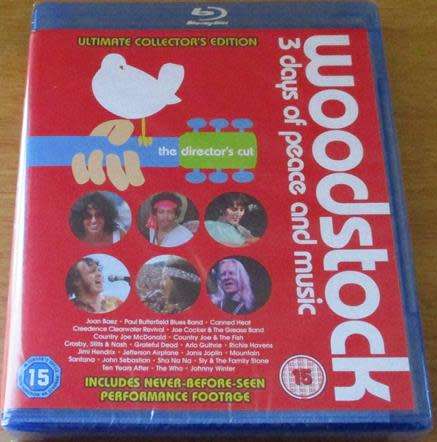 Blu-ray Disc
ULTIMATE COLLECTOR'S EDITION
woodstock
3 days of peace and music
the director's cut
Joan Baez - Paul Butterfield Blues Band - Canned Heat
Creedence Clearwater Revival - Joe Cocker & the Grease Band
Country Joe McDonald - Country Joe & The Fish
Crosby, Stills & Nash - Grateful Dead - Arlo Guthrie - Richie Havens
Jimi Hendrix - Jefferson Airplane - Janis Joplin - Mountain
Santana - John Sebastian - Sha Na Na - Sly & The Family Stone
Ten Years After - The Who - Johnny Winter
INCLUDES NEVER-BEFORE-SEEN
PERFORMANCE FOOTAGE
15
15